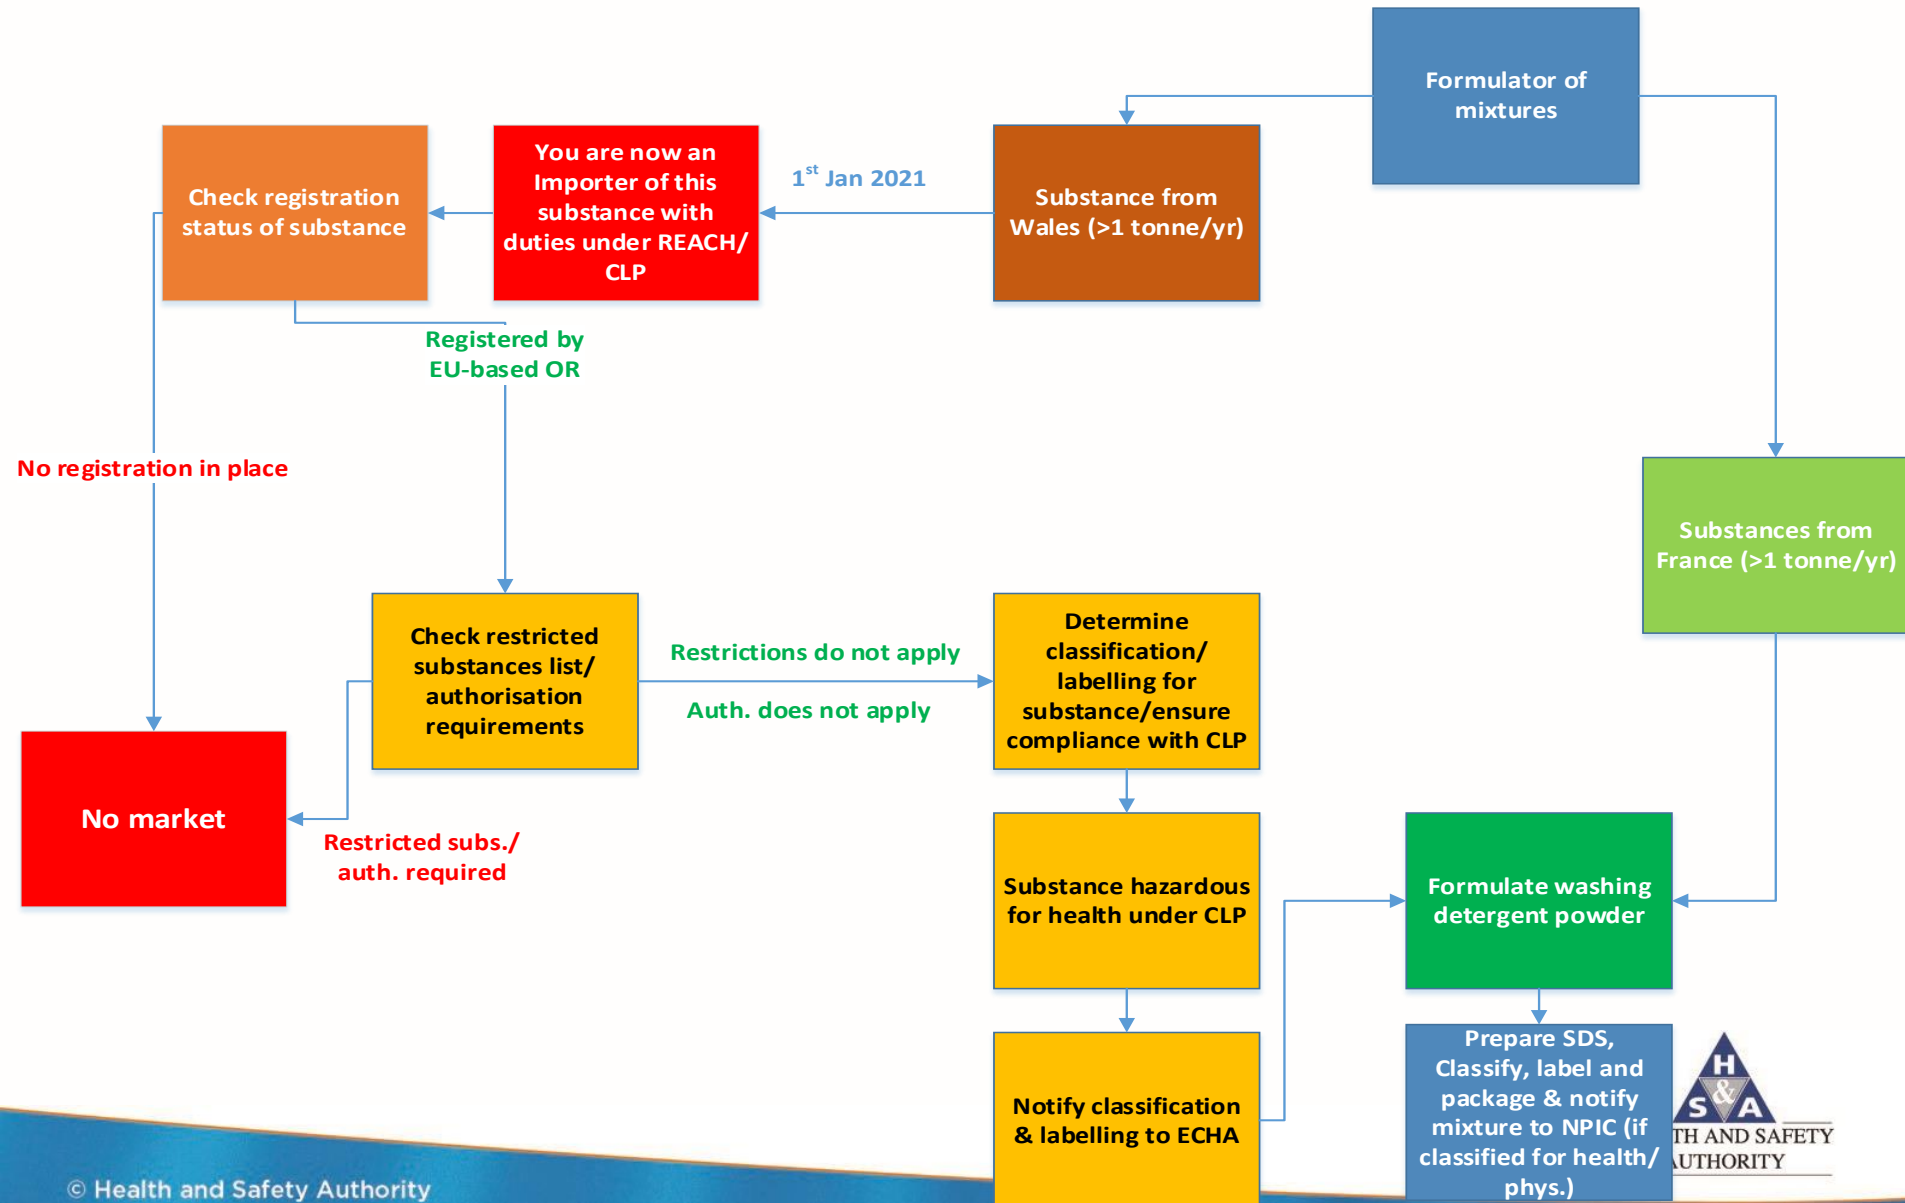 Formulator of
mixtures
You are now an
Importer of this
substance with
duties under REACH/
CLP
1st Jan 2021
Substance from
Wales (>1 tonne/yr)
Check registration
status of substance
Registered by
EU-based OR
No registration in place
Substances from
France (>1 tonne/yr)
Check restricted
substances list/
authorisation
requirements
Restrictions do not apply
Auth. does not apply
Determine
classification/
labelling for
substance/ensure
compliance with CLP
No market
Restricted subs./
auth. required
Substance hazardous
for health under CLP
Formulate washing
detergent powder
Notify classification
& labelling to ECHA
Prepare SDS,
Classify, label and
package & notify
mixture to NPIC (if
classified for health/
phys.)
H
S & A
TH AND SAFETY
AUTHORITY
© Health and Safety Authority